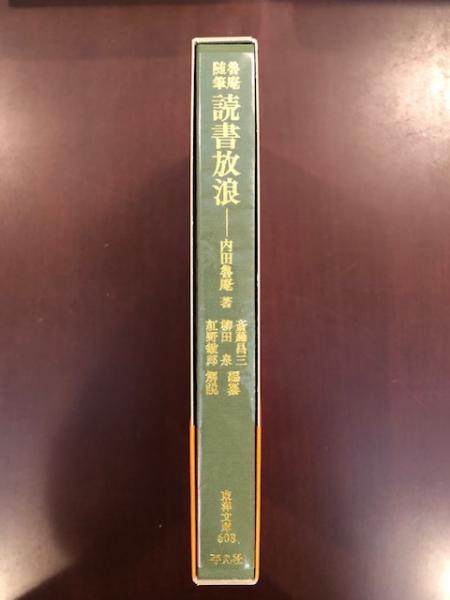 魯庵
随筆
読書放浪
内田魯庵 著
斎藤昌三
柳田 泉 編纂
紅野敏郎 解説
東洋文庫
603
平凡社